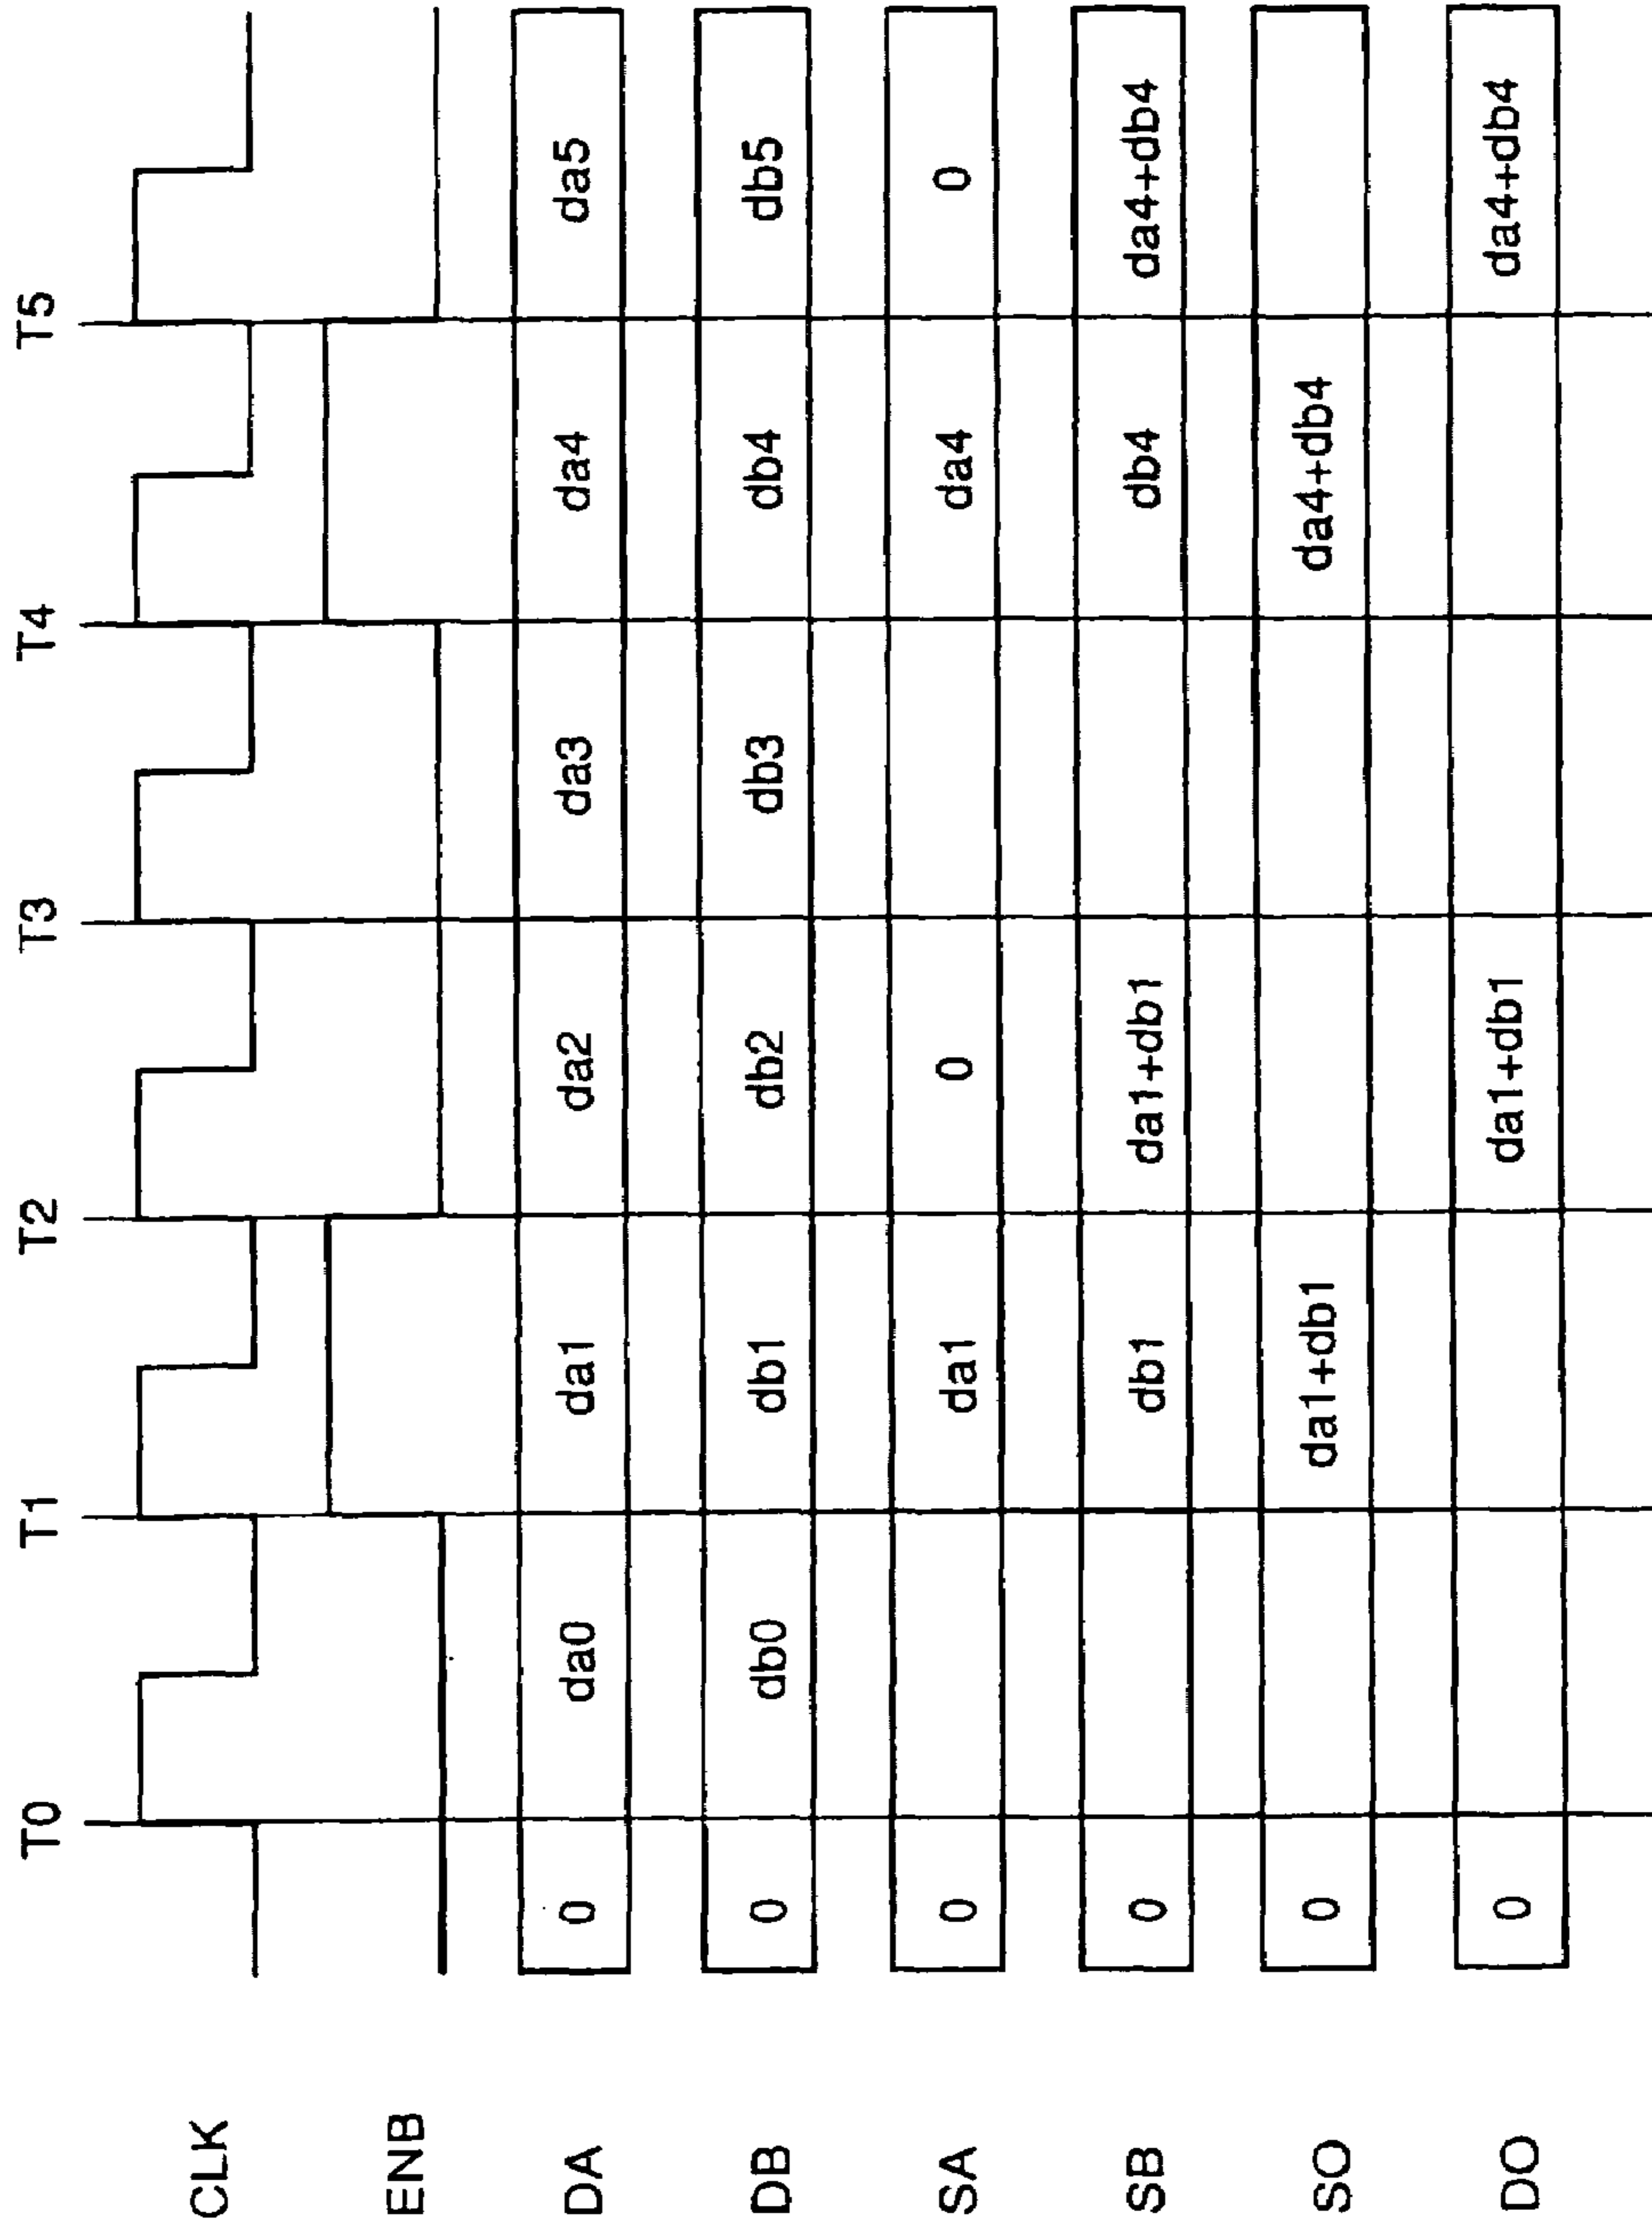 T0 T1 T2 T3 T4 T5
CLK
ENB
DA 0 da0 da1 da2 da3 da4 da5
DB 0 db0 db1 db2 db3 db4 db5
SA 0 da1 0 da4 0
SB 0 db1 da1+db1 db4 da4+db4
SO 0 da1+db1 da4+db4
DO 0 da1+db1 da4+db4